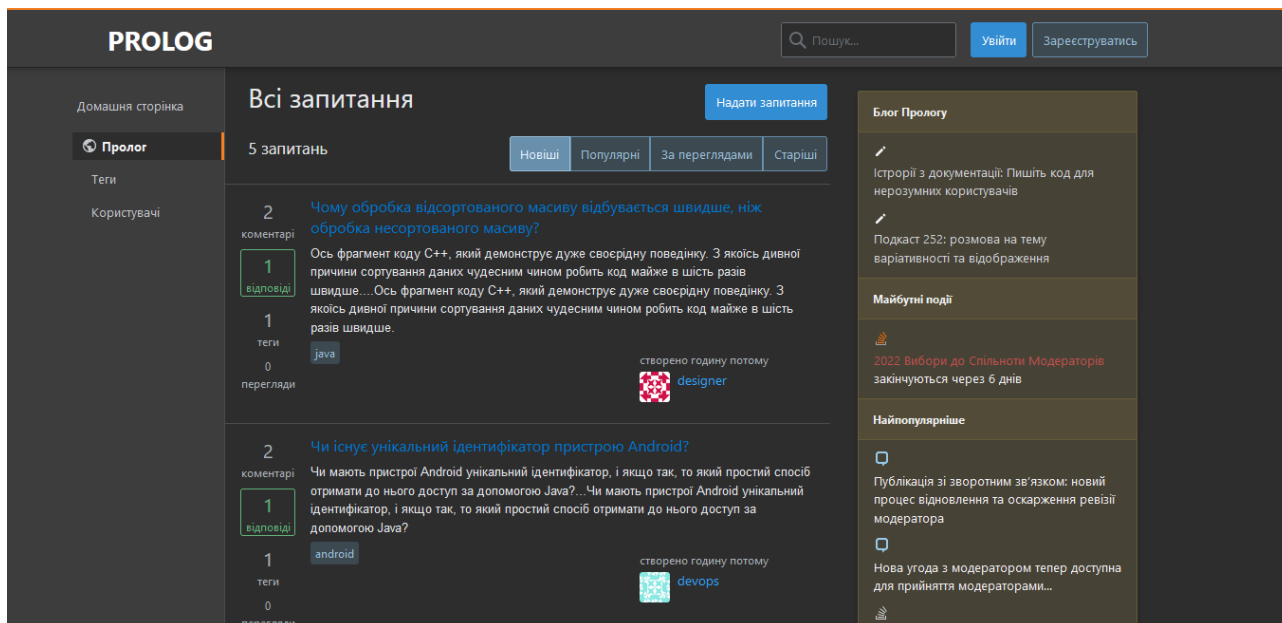 PROLOG
Пошук...
Увійти
Зареєструватись
Домашня сторінка
Пролог
Теги
Користувачі
Всі запитання
Надати запитання
5 запитань
Новіші
Популярні
За переглядами
Старіші
2
коментарі
1
відповіді
1
теги
0
перегляди
Чому обробка відсортованого масиву відбувається швидше, ніж
обробка несортованого масиву?
Ось фрагмент коду C++, який демонструє дуже своєрідну поведінку. З якоїсь дивної
причини сортування даних чудесним чином робить код майже в шість разів
швидше....Ось фрагмент коду C++, який демонструє дуже своєрідну поведінку. З
якоїсь дивної причини сортування даних чудесним чином робить код майже в шість
разів швидше.
java
створено годину потому
designer
2
коментарі
1
відповіді
1
теги
0
перегляди
Чи існує унікальний ідентифікатор пристрою Android?
Чи мають пристрої Android унікальний ідентифікатор, і якщо так, то який простий спосіб
отримати до нього доступ за допомогою Java?...Чи мають пристрої Android унікальний
ідентифікатор, і якщо так, то який простий спосіб отримати до нього доступ за
допомогою Java?
android
створено годину потому
devops
Блог Прологу
Істрорії з документації: Пишіть код для
нерозумних користувачів
Подкаст 252: розмова на тему
варіативності та відображення
Майбутні події
2022 Вибори до Спільноти Модераторів
закінчуються через 6 днів
Найпопулярніше
Публікація зі зворотним зв'язком: новий
процес відновлення та оскарження ревізії
модератора
Нова угода з модератором тепер доступна
для прийняття модераторами...